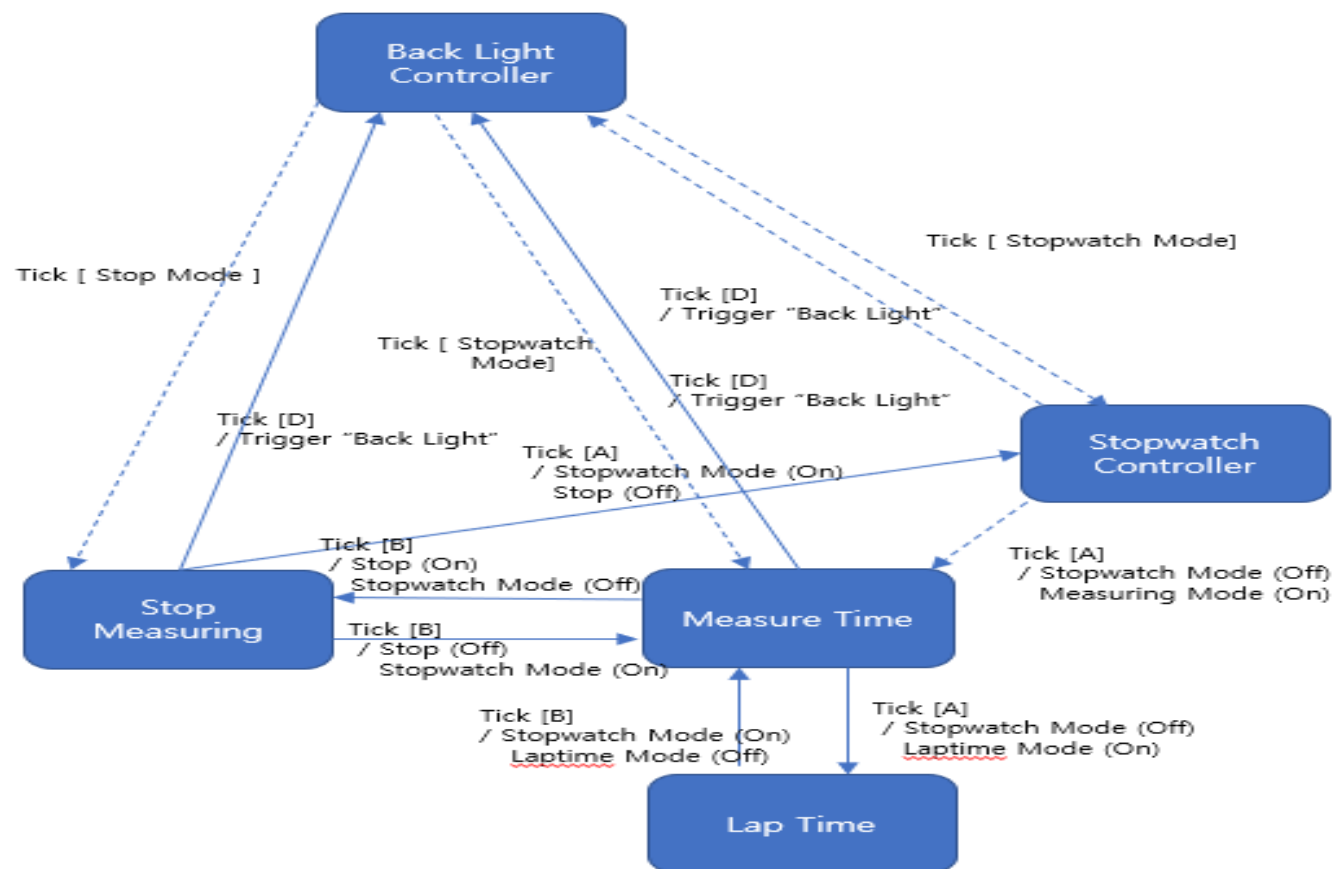 Back Light
Controller
Tick [ Stopwatch Mode]
Tick [ Stop Mode ]
Tick [D]
/ Trigger “Back Light”
Tick [ Stopwatch
Mode]
Tick [D]
/ Trigger “Back Light”
Tick [D]
/ Trigger “Back Light”
Stopwatch
Controller
Tick [A]
/ Stopwatch Mode (On)
Stop (Off)
Tick [B]
/ Stop (On)
Stopwatch Mode (Off)
Tick [A]
/ Stopwatch Mode (Off)
Measuring Mode (On)
Stop
Measuring
Measure Time
Tick [B]
/ Stop (Off)
Stopwatch Mode (On)
Tick [B]
/ Stopwatch Mode (On)
Laptime Mode (Off)
Tick [A]
/ Stopwatch Mode (Off)
Laptime Mode (On)
Lap Time